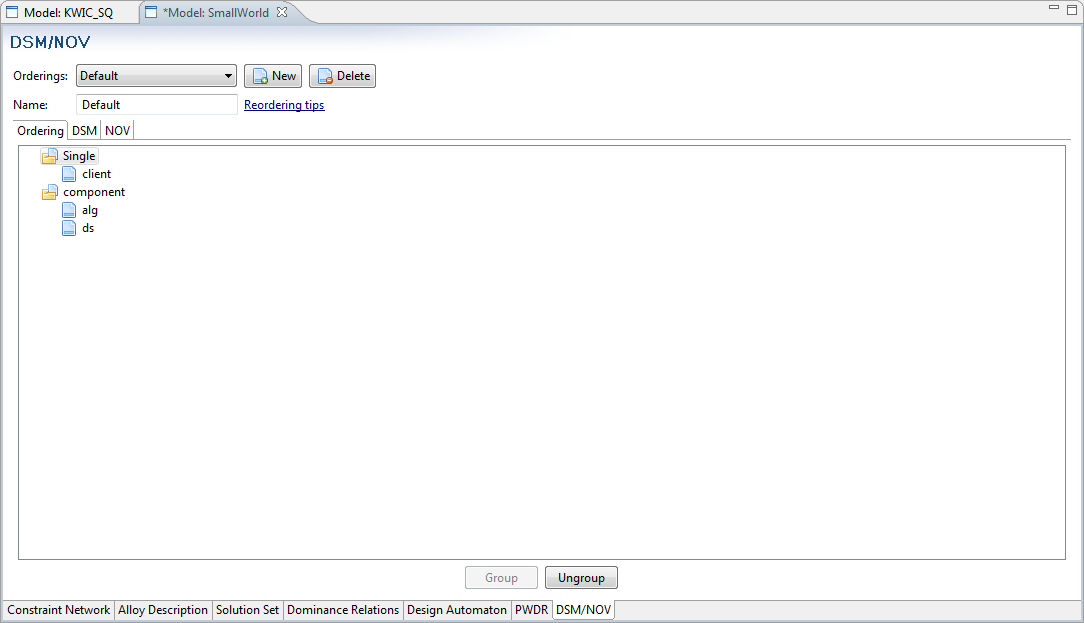 Model: KWIC_SQ *Model: SmallWorld
DSM/NOV
Orderings: Default New Delete
Name: Default Reordering tips
Ordering DSM NOV
Single
client
component
alg
ds
Group Ungroup
Constraint Network Alloy Description Solution Set Dominance Relations Design Automaton PWDR DSM/NOV